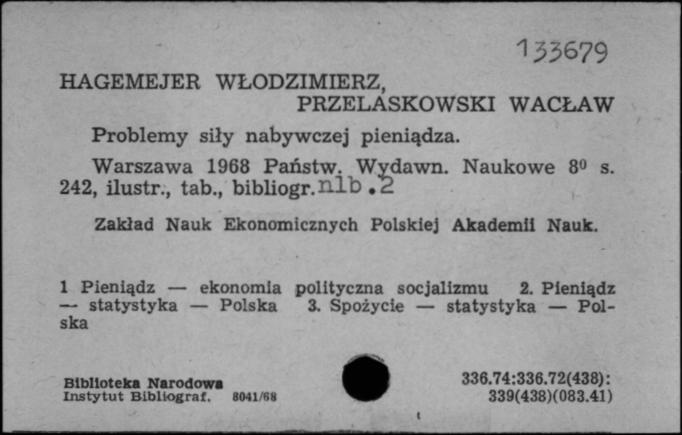 133679
HAGEMEJER WŁODZIMIERZ,
PRZELASKOWSKI WACŁAW
Problemy siły nabywczej pieniądza.
Warszawa 1968 Państw. Wydawn. Naukowe 8⁰ s.
242, ilustr., tab., bibliogr. nlb.2
Zakład Nauk Ekonomicznych Polskiej Akademii Nauk.
1 Pieniądz — ekonomia polityczna socjalizmu 2. Pieniądz
— statystyka — Polska 3. Spożycie — statystyka — Pol-
ska
Biblioteka Narodowa
Instytut Bibliograf. 8041/68
336.74:336.72(438):
339(438)(083.41)